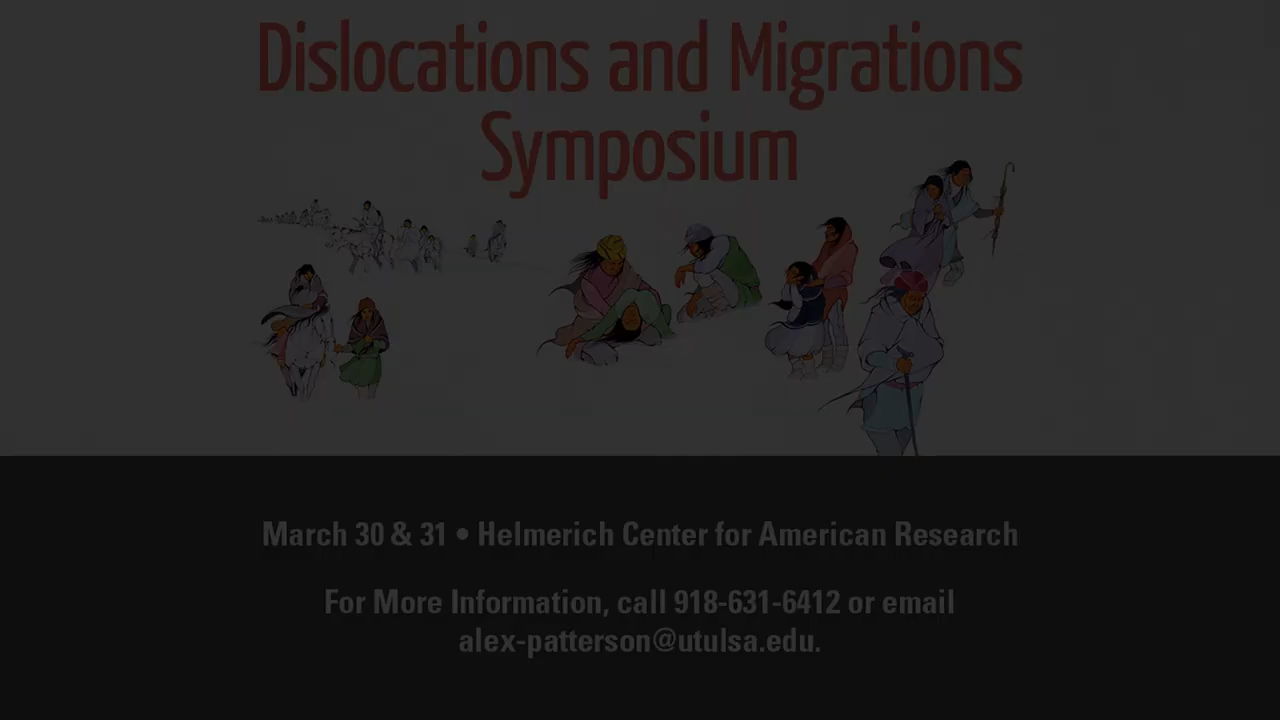 Dislocations and Migrations
Symposium
March 30 & 31 • Helmerich Center for American Research
For More Information, call 918-631-6412 or email
alex-patterson@utulsa.edu.